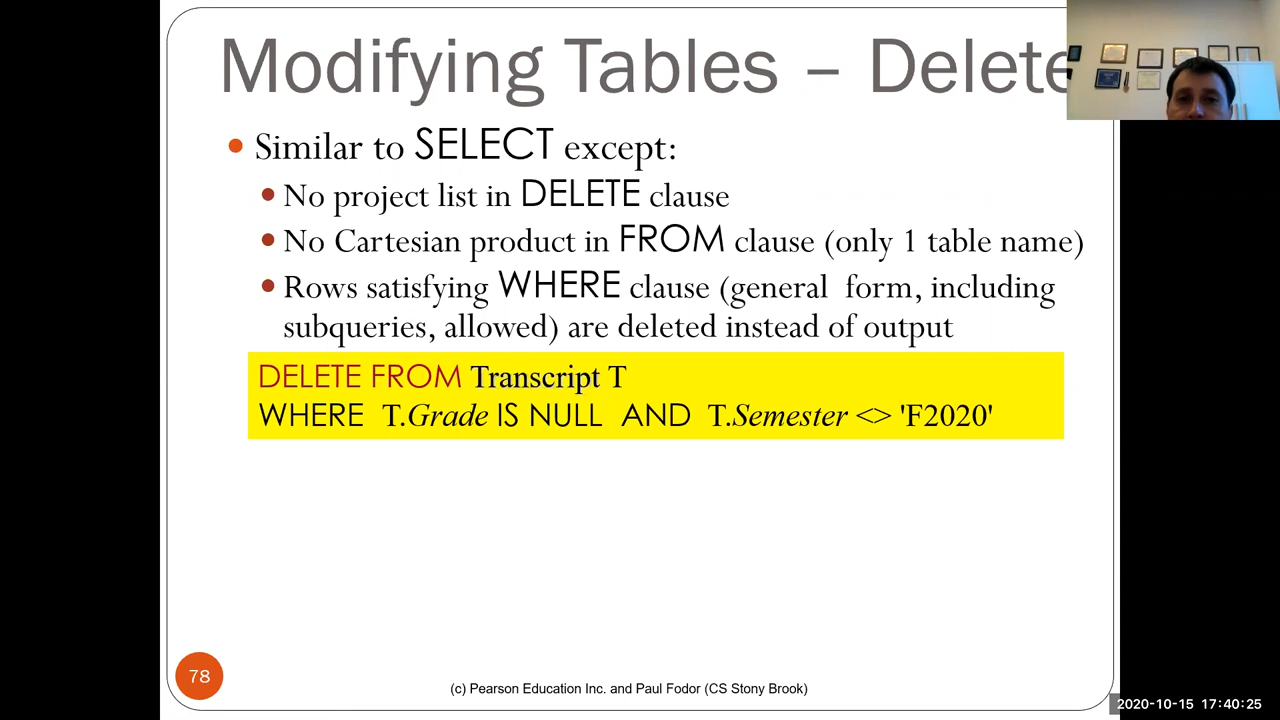 Modifying Tables – Delete
Similar to SELECT except:
No project list in DELETE clause
No Cartesian product in FROM clause (only 1 table name)
Rows satisfying WHERE clause (general form, including
subqueries, allowed) are deleted instead of output
DELETE FROM Transcript T
WHERE T.Grade IS NULL AND T.Semester <> 'F2020'
78
(c) Pearson Education Inc. and Paul Fodor (CS Stony Brook)
2020-10-15 17:40:25